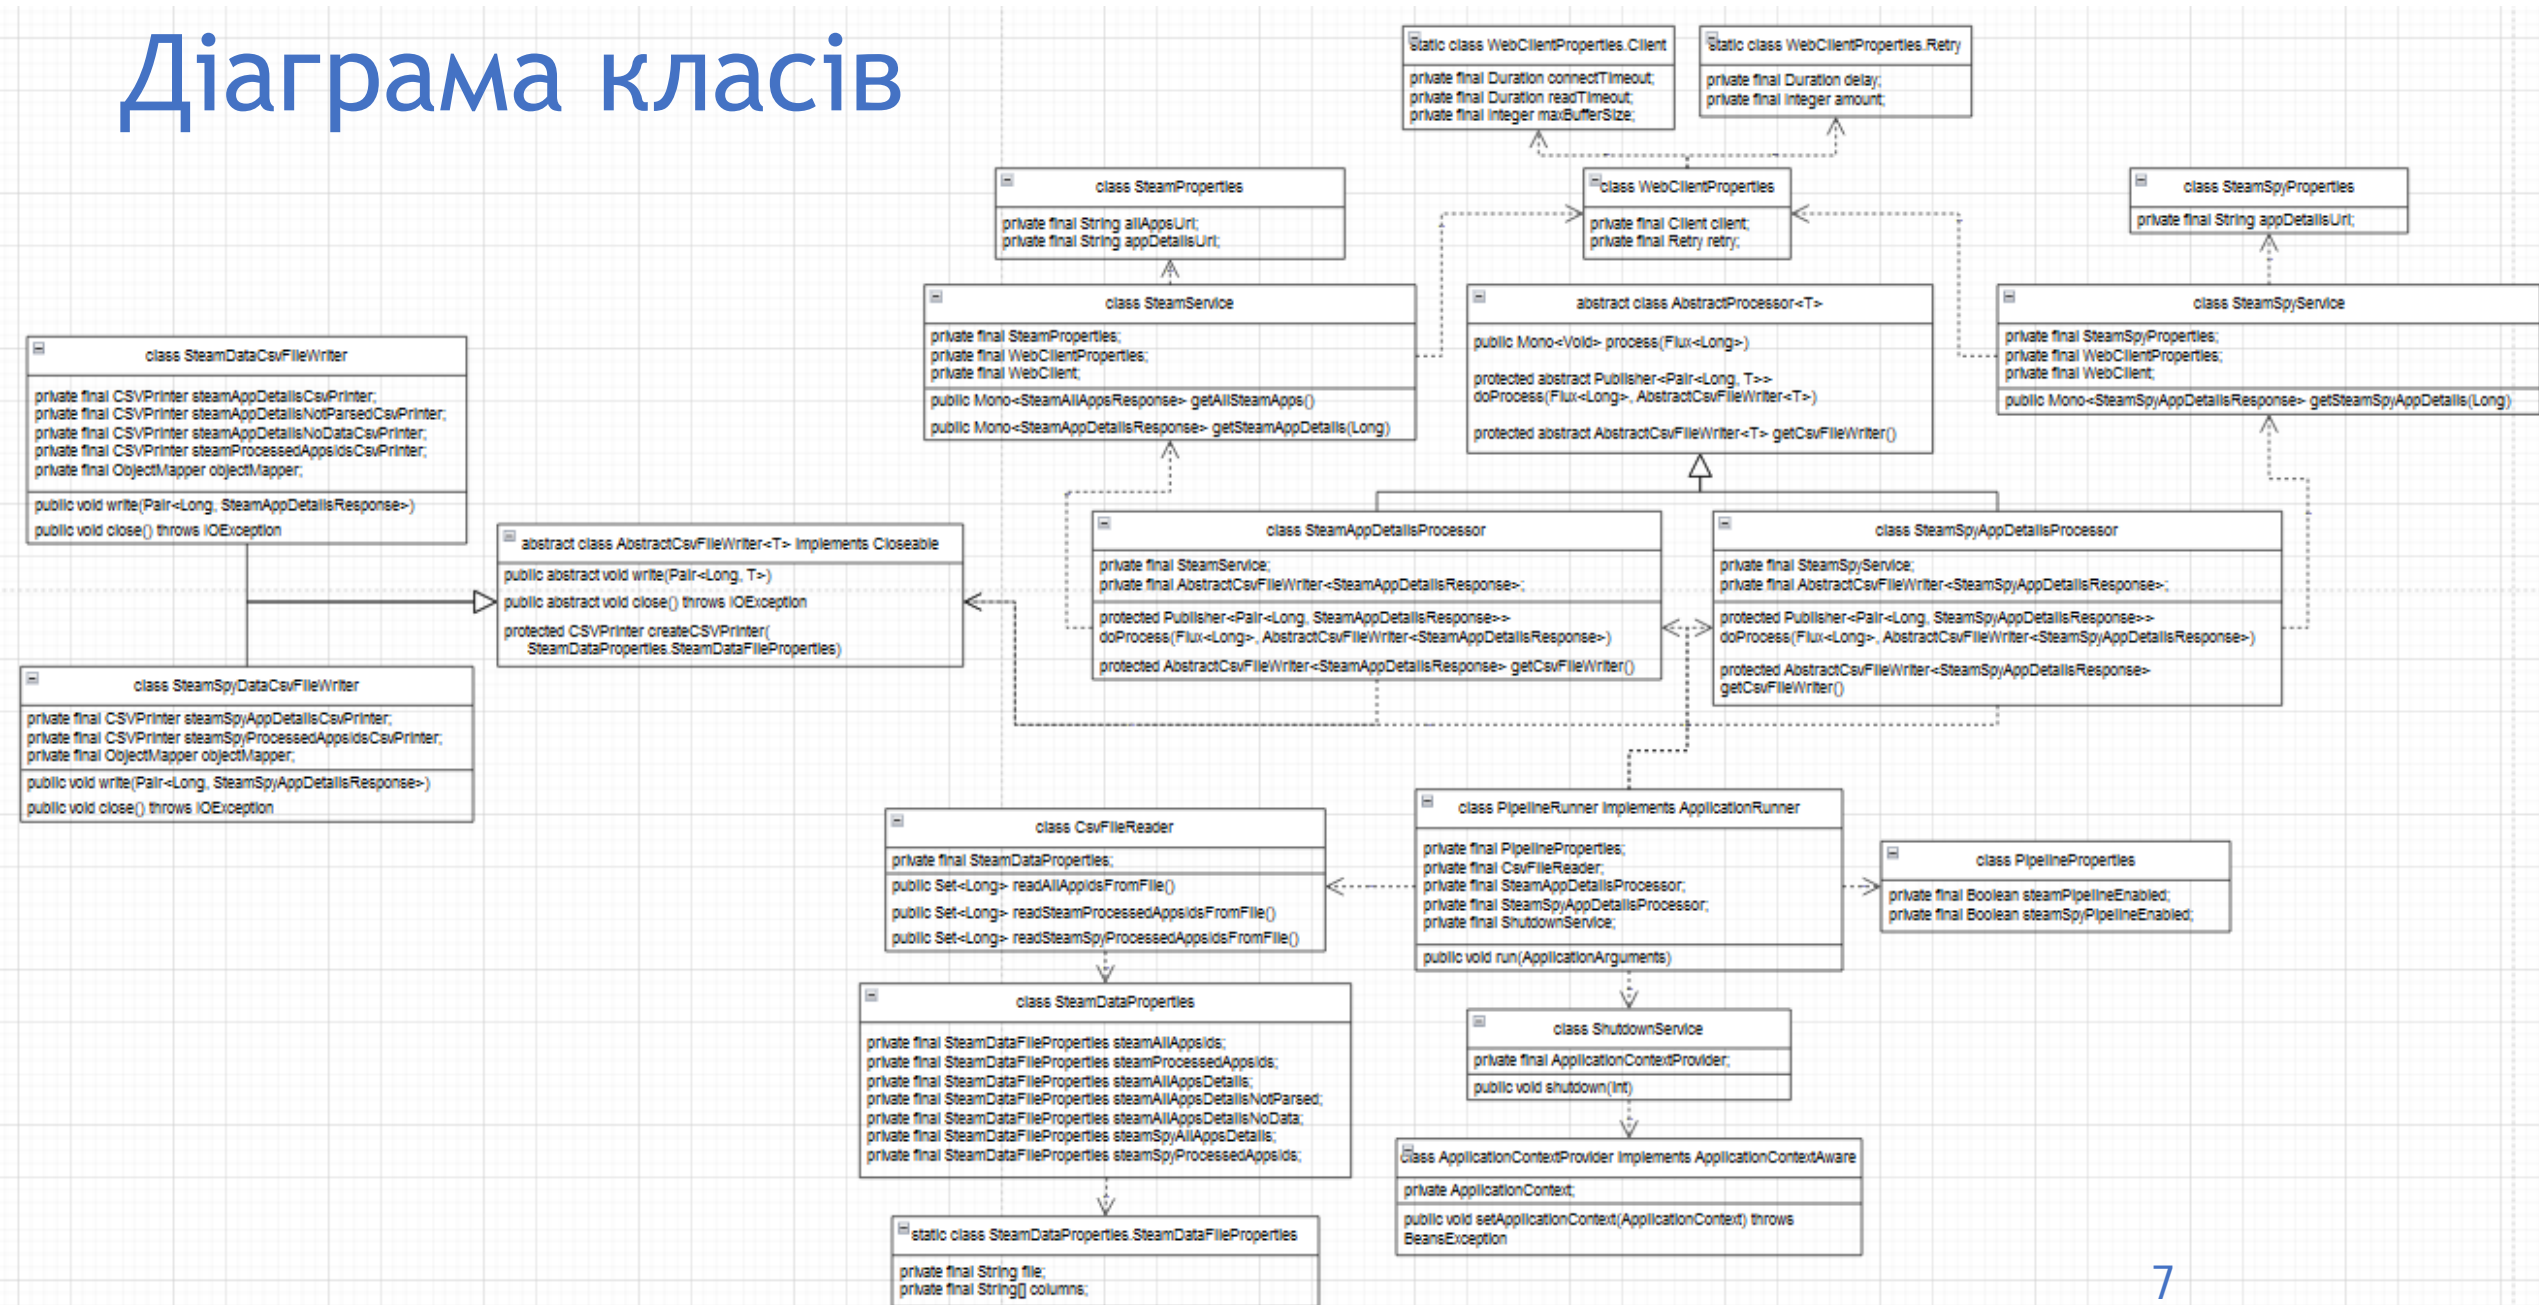 Діаграма класів
static class WebClientProperties.Client
private final Duration connectTimeout;
private final Duration readTimeout;
private final Integer maxBufferSize;
static class WebClientProperties.Retry
private final Duration delay;
private final Integer amount;
class SteamProperties
private final String allAppsUrl;
private final String appDetailsUrl;
class WebClientProperties
private final Client client;
private final Retry retry;
class SteamSpyProperties
private final String appDetailsUrl;
class SteamService
private final SteamProperties;
private final WebClientProperties;
private final WebClient;
public Mono<SteamAllAppsResponse> getAllSteamApps()
public Mono<SteamAppDetailsResponse> getSteamAppDetails(Long)
abstract class AbstractProcessor<T>
public Mono<Void> process(Flux<Long>)
protected abstract Publisher<Pair<Long, T>>
doProcess(Flux<Long>, AbstractCsvFileWriter<T>)
protected abstract AbstractCsvFileWriter<T> getCsvFileWriter()
class SteamSpyService
private final SteamSpyProperties;
private final WebClientProperties;
private final WebClient;
public Mono<SteamSpyAppDetailsResponse> getSteamSpyAppDetails(Long)
class SteamDataCsvFileWriter
private final CSVPrinter steamAppDetailsCsvPrinter;
private final CSVPrinter steamAppDetailsNotParsedCsvPrinter;
private final CSVPrinter steamAppDetailsNoDataCsvPrinter;
private final CSVPrinter steamProcessedAppsIdsCsvPrinter;
private final ObjectMapper objectMapper;
public void write(Pair<Long, SteamAppDetailsResponse>)
public void close() throws IOException
abstract class AbstractCsvFileWriter<T> implements Closeable
public abstract void write(Pair<Long, T>)
public abstract void close() throws IOException
protected CSVPrinter createCSVPrinter(
SteamDataProperties.SteamDataFileProperties)
class SteamAppDetailsProcessor
private final SteamService;
private final AbstractCsvFileWriter<SteamAppDetailsResponse>;
protected Publisher<Pair<Long, SteamAppDetailsResponse>>
doProcess(Flux<Long>, AbstractCsvFileWriter<SteamAppDetailsResponse>)
protected AbstractCsvFileWriter<SteamAppDetailsResponse> getCsvFileWriter()
class SteamSpyAppDetailsProcessor
private final SteamSpyService;
private final AbstractCsvFileWriter<SteamSpyAppDetailsResponse>;
protected Publisher<Pair<Long, SteamSpyAppDetailsResponse>>
doProcess(Flux<Long>, AbstractCsvFileWriter<SteamSpyAppDetailsResponse>)
protected AbstractCsvFileWriter<SteamSpyAppDetailsResponse>
getCsvFileWriter()
class SteamSpyDataCsvFileWriter
private final CSVPrinter steamSpyAppDetailsCsvPrinter;
private final CSVPrinter steamSpyProcessedAppsIdsCsvPrinter;
private final ObjectMapper objectMapper;
public void write(Pair<Long, SteamSpyAppDetailsResponse>)
public void close() throws IOException
class CsvFileReader
private final SteamDataProperties;
public Set<Long> readAllAppIdsFromFile()
public Set<Long> readSteamProcessedAppsIdsFromFile()
public Set<Long> readSteamSpyProcessedAppsIdsFromFile()
class PipelineRunner implements ApplicationRunner
private final PipelineProperties;
private final CsvFileReader;
private final SteamAppDetailsProcessor;
private final SteamSpyAppDetailsProcessor;
private final ShutdownService;
public void run(ApplicationArguments)
class PipelineProperties
private final Boolean steamPipelineEnabled;
private final Boolean steamSpyPipelineEnabled;
class SteamDataProperties
private final SteamDataFileProperties steamAllAppsIds;
private final SteamDataFileProperties steamProcessedAppsIds;
private final SteamDataFileProperties steamAllAppsDetails;
private final SteamDataFileProperties steamAllAppsDetailsNotParsed;
private final SteamDataFileProperties steamAllAppsDetailsNoData;
private final SteamDataFileProperties steamSpyAllAppsDetails;
private final SteamDataFileProperties steamSpyProcessedAppsIds;
class ShutdownService
private final ApplicationContextProvider;
public void shutdown(int)
class ApplicationContextProvider implements ApplicationContextAware
private ApplicationContext;
public void setApplicationContext(ApplicationContext) throws
BeansException
static class SteamDataProperties.SteamDataFileProperties
private final String file;
private final String[] columns;
7